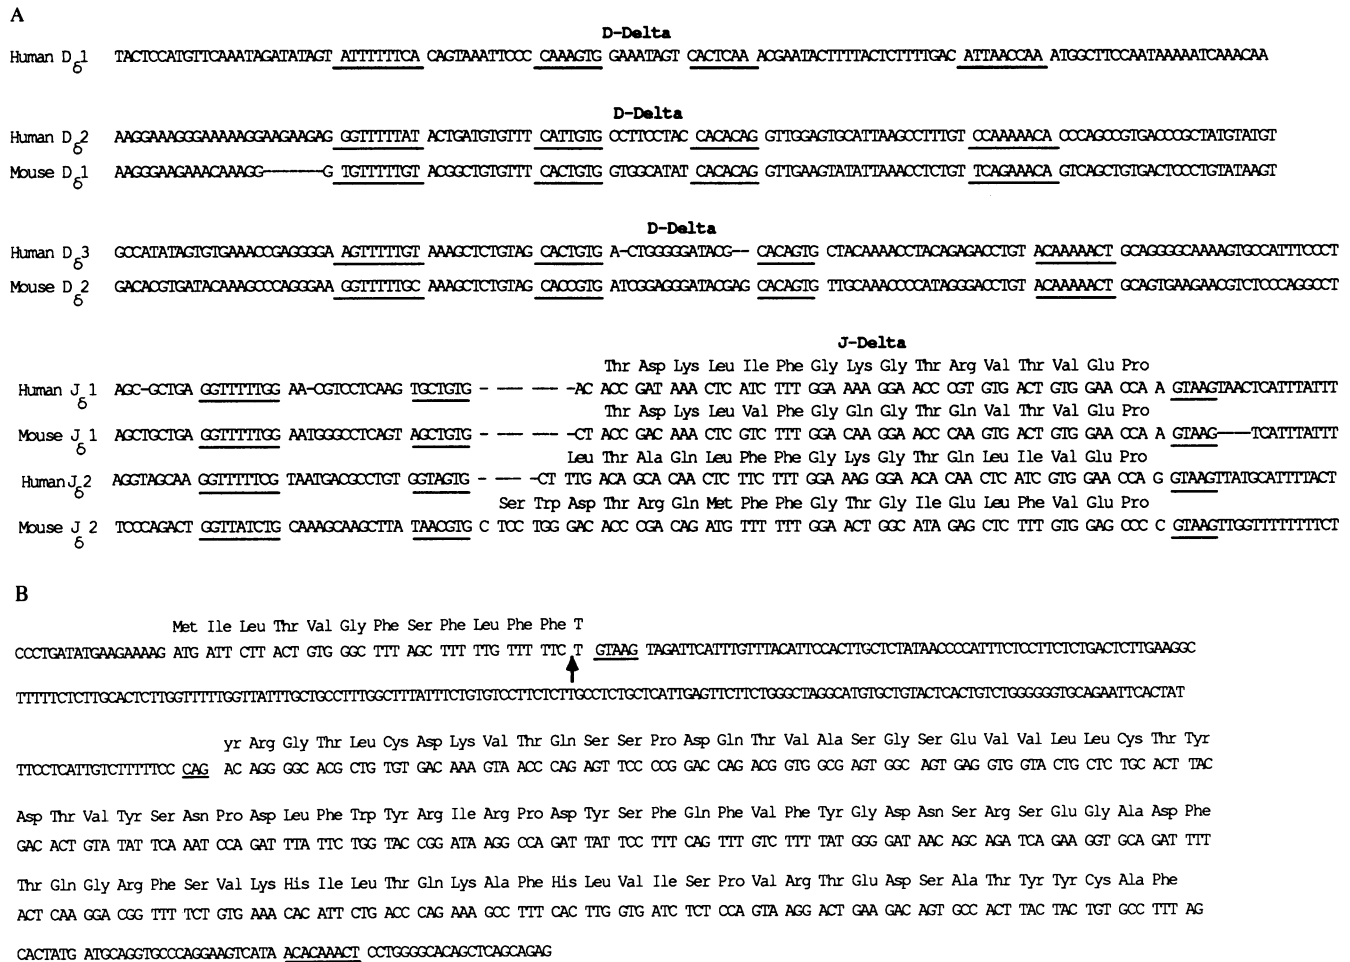 A
D-Delta
Human Dδ1 TACTCCATGTTCAAATAGATATAGT ATTTTTTCA CAGTAAATTCCC CAAAGTG GAAATAGT CACTCAA ACGAATACTTTTACTCTTTTGAC ATTAACCAA ATGGCTTCCAATAAAAATCAAACAA
D-Delta
Human Dδ2 AAGGAAAGGGAAAAAGGAAGAAGAG GGTTTTTAT ACTGATGTGTTT CATTGTG CCTTCCTAC CACACAG GTTGGAGTGCATTAAGCCTTTGT CCAAAAACA CCCAGCCGTGACCCGCTATGTATGT
Mouse Dδ1 AAGGGAAGAAACAAAGG-------G TGTTTTTGT ACGGCTGTGTTT CACTGTG GTGGCATAT CACACAG GTTGAAGTATATTAAACCTCTGT TCAGAAACA GTCAGCTGTGACTCCCTGTATAAGT
D-Delta
Human Dδ3 GCCATATAGTGTGAAACCGAGGGGA AGTTTTTGT AAAGCTCTGTAG CACTGTG A-CTGGGGGATACG-- CACAGTG CTACAAAACCTACAGAGACCTGT ACAAAAACT GCAGGGGCAAAAGTGCCATTTCCCT
Mouse Dδ2 GACACGTGATACAAAGCCCAGGGAA GGTTTTTGC AAAGCTCTGTAG CACCGTG ATCGGAGGGATACGAG CACAGTG TTGCAAACCCCATAGGGACCTGT ACAAAAACT GCAGTGAAGAACGTCTCCCAGGCCT
J-Delta
Thr Asp Lys Leu Ile Phe Gly Lys Gly Thr Arg Val Thr Val Glu Pro
Human Jδ1 AGC-GCTGA GGTTTTTGG AA-CGTCCTCAAG TGCTGTG - --- --- ---AC ACC GAT AAA CTC ATC TTT GGA AAA GGA ACC CGT GTG ACT GTG GAA CCA A GTAAGTAACTCATTTATTT
Thr Asp Lys Leu Val Phe Gly Gln Gly Thr Gln Val Thr Val Glu Pro
Mouse Jδ1 AGCTGCTGA GGTTTTTGG AATGGGCCTCAGT AGCTGTG - --- --- ---CT ACC GAC AAA CTC GTC TTT GGA CAA GGA ACC CAA GTG ACT GTG GAA CCA A GTAAG----TCATTTATTT
Leu Thr Ala Gln Leu Phe Phe Gly Lys Gly Thr Gln Leu Ile Val Glu Pro
Human Jδ2 AGGTAGCAA GGTTTTTCG TAATGACGCCTGT GGTAGTG - --- ---CT TTG ACA GCA CAA CTC TTC TTT GGA AAG GGA ACA CAA CTC ATC GTG GAA CCA G GTAAGTTATGCATTTTACT
Ser Trp Asp Thr Arg Gln Met Phe Phe Gly Thr Gly Ile Glu Leu Phe Val Glu Pro
Mouse Jδ2 TCCCAGACT GGTTATCTG CAAAGCAAGCTTA TAACGTG C TCC TGG GAC ACC CGA CAG ATG TTT TTT GGA ACT GGC ATA GAG CTC TTT GTG GAG CCC C GTAAGTTGGTTTTTTTTCT
B
Met Ile Leu Thr Val Gly Phe Ser Phe Leu Phe Phe T
CCCTGATATGAAGAAAAG ATG ATT CTT ACT GTG GGC TTT AGC TTT TTG TTT TTC T GTAAG TAGATTCATTTGTTTACATTCCACTTGCTCTATAACCCCATTTCTCCTTCTCTGACTCTTGAAGGC
TTTTTCTCTTGCACTCTTGGTTTTTGGTTATTTGCTGCCTTTGGCTTTATTTCTGTGTCCTTCTCTTGCCTCTGCTCATTGAGTTCTTCTGGGCTAGGCATGTGCTGTACTCACTGTCTGGGGGGTGCAGAATTCACTAT
yr Arg Gly Thr Leu Cys Asp Lys Val Thr Gln Ser Ser Pro Asp Gln Thr Val Ala Ser Gly Ser Glu Val Val Leu Leu Cys Thr Tyr
TTCCTCATTGTCTTTTTCC CAG AC AGG GGC ACG CTG TGT GAC AAA GTA ACC CAG AGT TCC CCG GAC CAG ACG GTG GCG AGT GGC AGT GAG GTG GTA CTG CTC TGC ACT TAC
Asp Thr Val Tyr Ser Asn Pro Asp Leu Phe Trp Tyr Arg Ile Arg Pro Asp Tyr Ser Phe Gln Phe Val Phe Tyr Gly Asp Asn Ser Arg Ser Glu Gly Ala Asp Phe
GAC ACT GTA TAT TCA AAT CCA GAT TTA TTC TGG TAC CGG ATA AGG CCA GAT TAT TCC TTT CAG TTT GTC TTT TAT GGG GAT AAC AGC AGA TCA GAA GGT GCA GAT TTT
Thr Gln Gly Arg Phe Ser Val Lys His Ile Leu Thr Gln Lys Ala Phe His Leu Val Ile Ser Pro Val Arg Thr Glu Asp Ser Ala Thr Tyr Tyr Cys Ala Phe
ACT CAA GGA CGG TTT TCT GTG AAA CAC ATT CTG ACC CAG AAA GCC TTT CAC TTG GTG ATC TCT CCA GTA AGG ACT GAA GAC AGT GCC ACT TAC TAC TGT GCC TTT AG
CACTATG ATGCAGGTGCCCAGGAAGTCATA ACACAAACT CCTGGGGCACAGCTCAGCAGAG